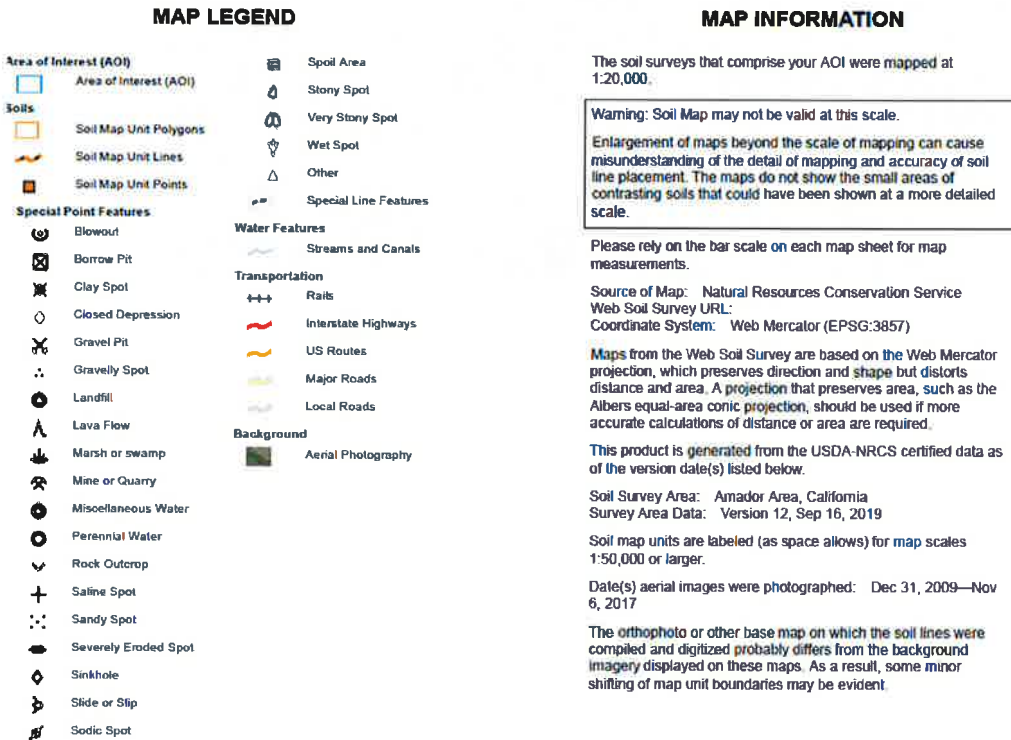 MAP LEGEND
Area of Interest (AOI)
Area of Interest (AOI)
Soils
Soil Map Unit Polygons
Soil Map Unit Lines
Soil Map Unit Points
Special Point Features
Blowout
Borrow Pit
Clay Spot
Closed Depression
Gravel Pit
Gravelly Spot
Landfill
Lava Flow
Marsh or swamp
Mine or Quarry
Miscellaneous Water
Perennial Water
Rock Outcrop
Saline Spot
Sandy Spot
Severely Eroded Spot
Sinkhole
Slide or Slip
Sodic Spot
Spoil Area
Stony Spot
Very Stony Spot
Wet Spot
Other
Special Line Features
Water Features
Streams and Canals
Transportation
Rails
Interstate Highways
US Routes
Major Roads
Local Roads
Background
Aerial Photography
MAP INFORMATION
The soil surveys that comprise your AOI were mapped at
1:20,000.
Warning: Soil Map may not be valid at this scale.
Enlargement of maps beyond the scale of mapping can cause
misunderstanding of the detail of mapping and accuracy of soil
line placement. The maps do not show the small areas of
contrasting soils that could have been shown at a more detailed
scale.
Please rely on the bar scale on each map sheet for map
measurements.
Source of Map: Natural Resources Conservation Service
Web Soil Survey URL:
Coordinate System: Web Mercator (EPSG:3857)
Maps from the Web Soil Survey are based on the Web Mercator
projection, which preserves direction and shape but distorts
distance and area. A projection that preserves area, such as the
Albers equal-area conic projection, should be used if more
accurate calculations of distance or area are required.
This product is generated from the USDA-NRCS certified data as
of the version date(s) listed below.
Soil Survey Area: Amador Area, California
Survey Area Data: Version 12, Sep 16, 2019
Soil map units are labeled (as space allows) for map scales
1:50,000 or larger.
Date(s) aerial images were photographed: Dec 31, 2009—Nov
6, 2017
The orthophoto or other base map on which the soil lines were
compiled and digitized probably differs from the background
imagery displayed on these maps. As a result, some minor
shifting of map unit boundaries may be evident.